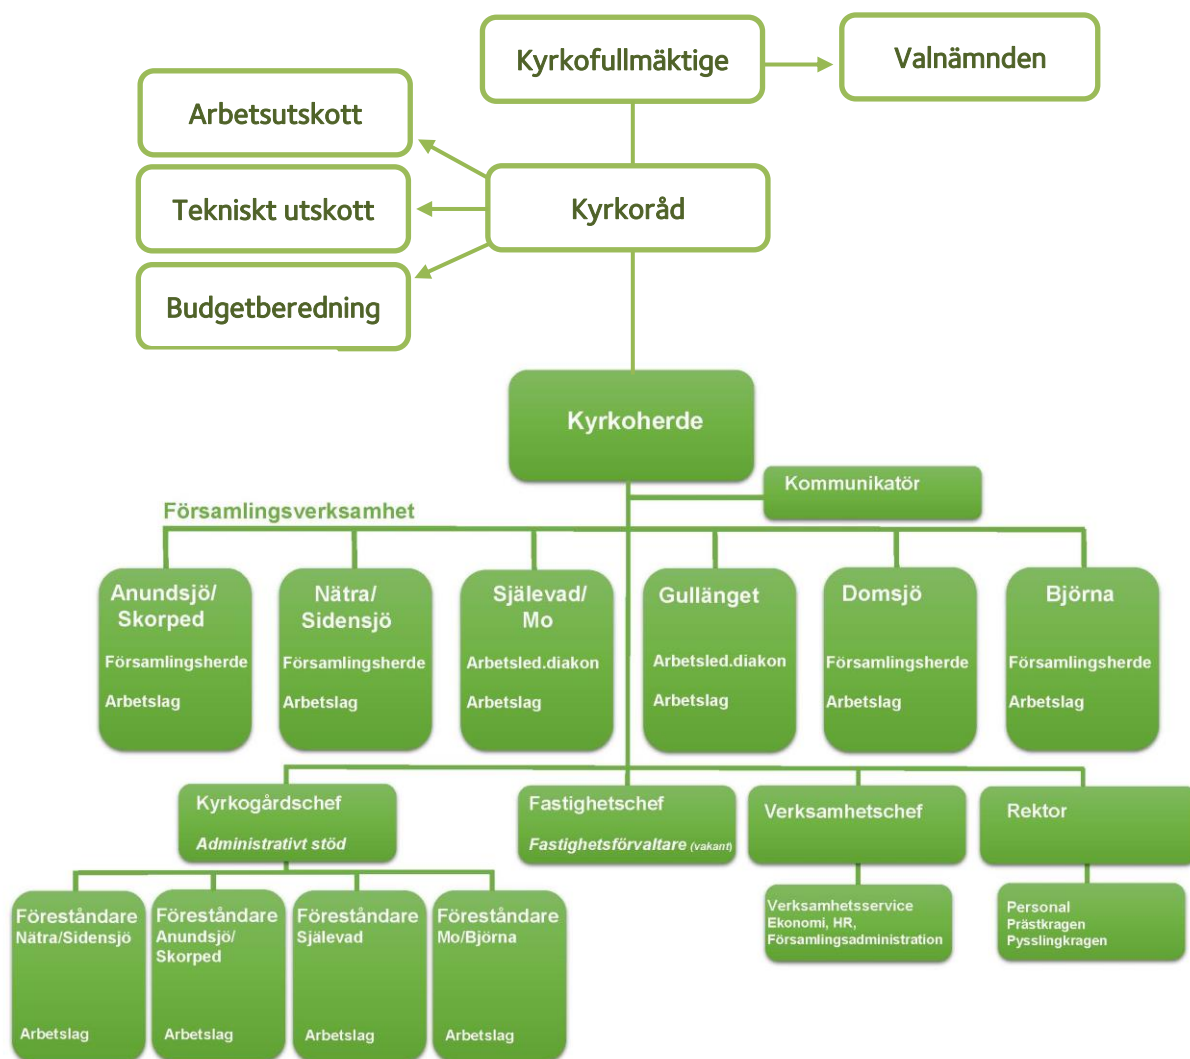 Kyrkofullmäktige
Valnämnden
Arbetsutskott
Tekniskt utskott
Kyrkoråd
Budgetberedning
Kyrkoherde
Kommunikatör
Församlingsverksamhet
Anundsjö/
Skorped
Församlingsherde
Arbetslag
Nätra/
Sidensjö
Församlingsherde
Arbetslag
Själevad/
Mo
Arbetsled.diakon
Arbetslag
Gullänget
Arbetsled.diakon
Arbetslag
Domsjö
Församlingsherde
Arbetslag
Björna
Församlingsherde
Arbetslag
Kyrkogårdschef
Administrativt stöd
Fastighetschef
Fastighetsförvaltare (vakant)
Verksamhetschef
Rektor
Föreståndare
Nätra/Sidensjö
Arbetslag
Föreståndare
Anundsjö/
Skorped
Arbetslag
Föreståndare
Själevad
Arbetslag
Föreståndare
Mo/Björna
Arbetslag
Verksamhetsservice
Ekonomi, HR,
Församlingsadministration
Personal
Prästkragen
Pysslingkragen